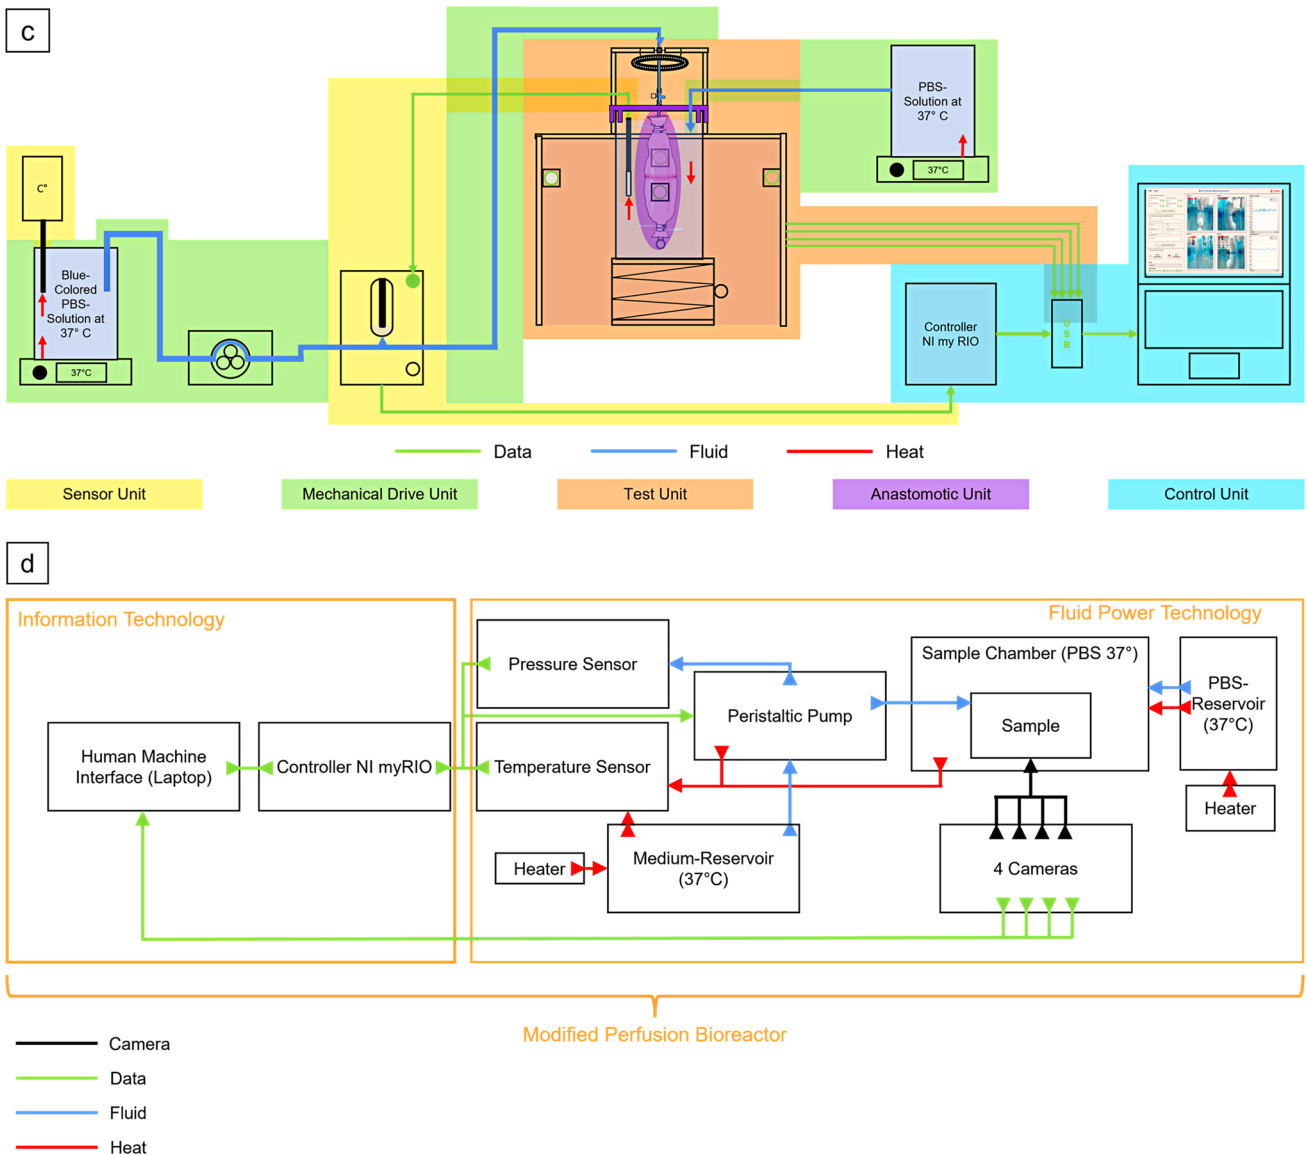 c
PBS-
Solution at
37° C
37°C
C°
Blue-
Colored
PBS-
Solution at
37° C
37°C
Controller
NI my RIO
U
S
B
Data
Fluid
Heat
Sensor Unit
Mechanical Drive Unit
Test Unit
Anastomotic Unit
Control Unit
d
Information Technology
Fluid Power Technology
Pressure Sensor
Sample Chamber (PBS 37°)
Peristaltic Pump
PBS-
Reservoir
(37°C)
Sample
Human Machine
Interface (Laptop)
Controller NI myRIO
Temperature Sensor
Heater
Heater
Medium-Reservoir
(37°C)
4 Cameras
Modified Perfusion Bioreactor
Camera
Data
Fluid
Heat